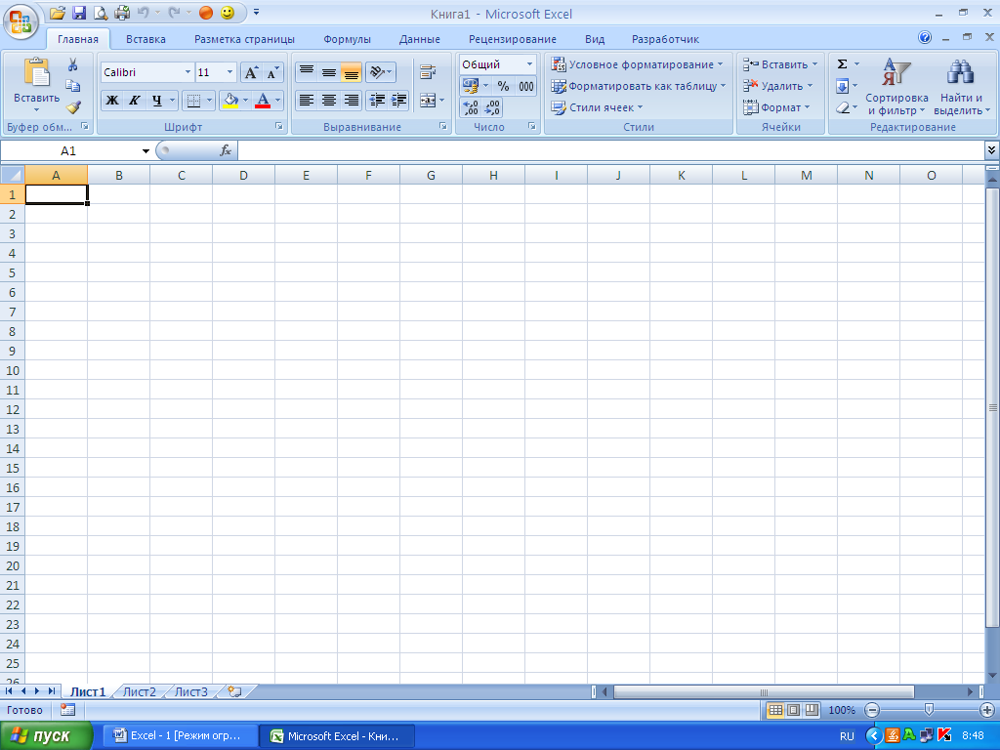 Книга1 - Microsoft Excel
Главная Вставка Разметка страницы Формулы Данные Рецензирование Вид Разработчик
Вставить
Буфер обм...
Calibri 11
Ж К Ч
Шрифт
Выравнивание
Общий
% 000
,00 ,00
Число
Условное форматирование
Форматировать как таблицу
Стили ячеек
Стили
Вставить
Удалить
Формат
Ячейки
Σ
Сортировка и фильтр
Найти и выделить
Редактирование
A1 fx
A B C D E F G H I J K L M N O
1
2
3
4
5
6
7
8
9
10
11
12
13
14
15
16
17
18
19
20
21
22
23
24
25
26
Лист1 Лист2 Лист3
Готово 100%
пуск Excel - 1 [Режим огр... Microsoft Excel - Кни... RU 8:48